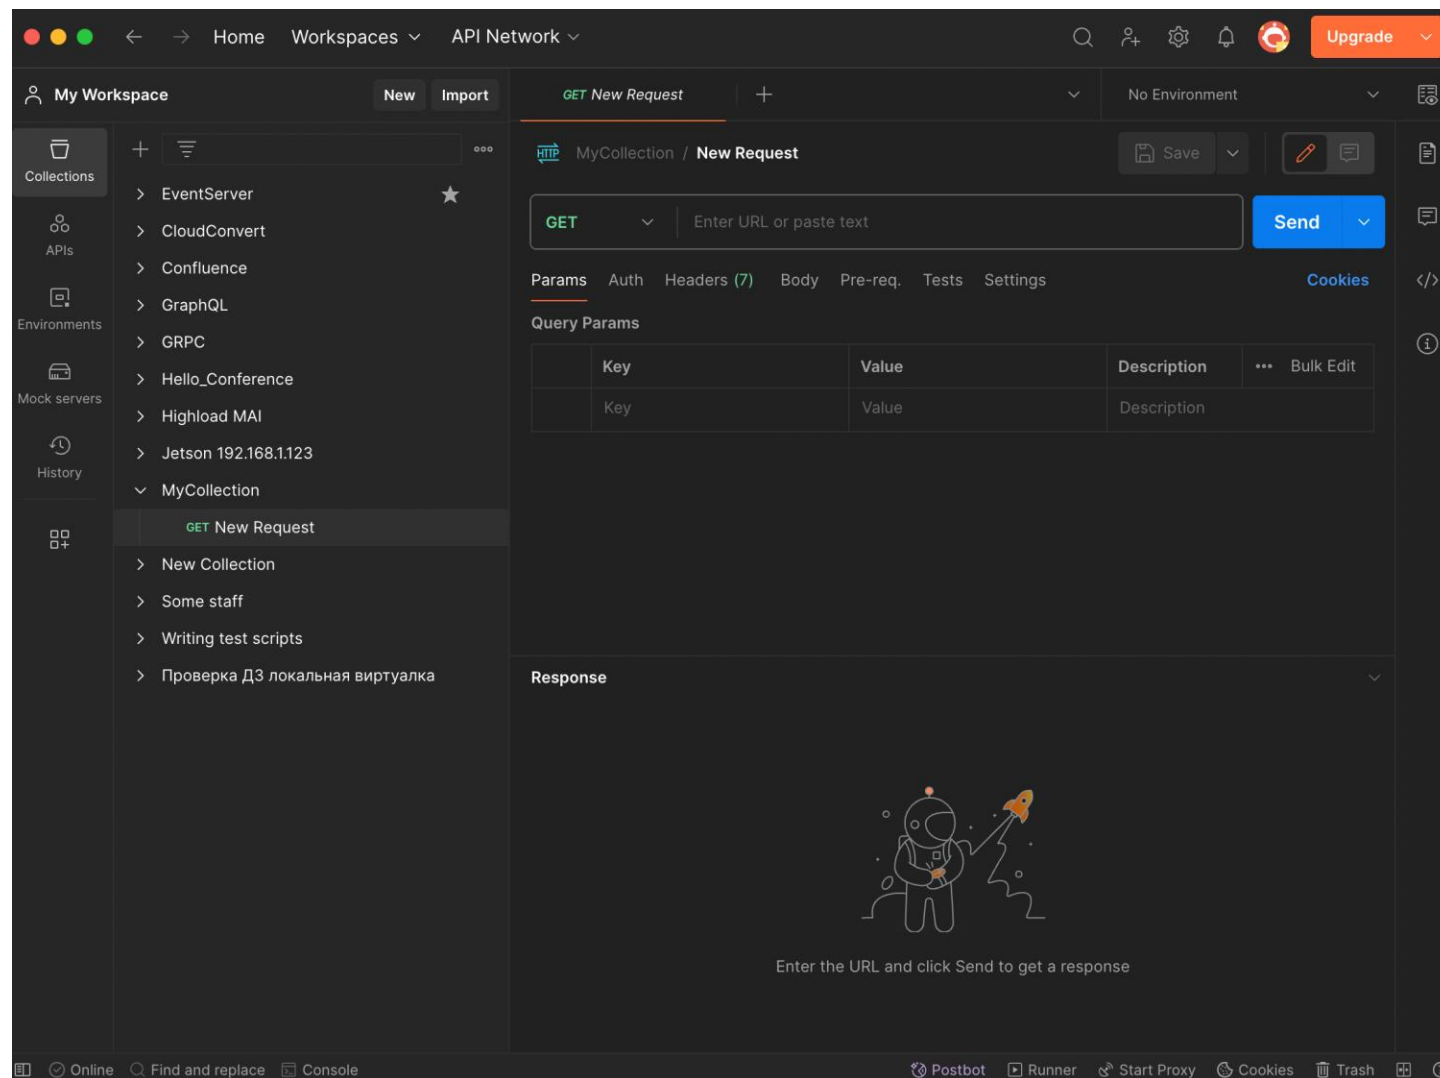 Home Workspaces API Network Upgrade
My Workspace New Import
GET New Request No Environment
Collections
APIs
Environments
Mock servers
History
EventServer
CloudConvert
Confluence
GraphQL
GRPC
Hello_Conference
Highload MAI
Jetson 192.168.1.123
MyCollection
GET New Request
New Collection
Some staff
Writing test scripts
Проверка ДЗ локальная виртуалка
HTTP MyCollection / New Request Save
GET Enter URL or paste text Send
Params Auth Headers (7) Body Pre-req. Tests Settings Cookies
Query Params
Key Value Description Bulk Edit
Key Value Description
Response
Enter the URL and click Send to get a response
Online Find and replace Console Postbot Runner Start Proxy Cookies Trash